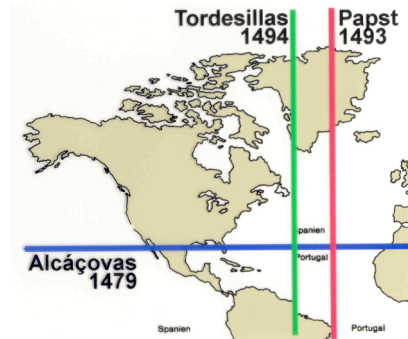 Tordesillas
1494
Papst
1493
Spanien
Portugal
Alcáçovas
1479
Spanien
Portugal